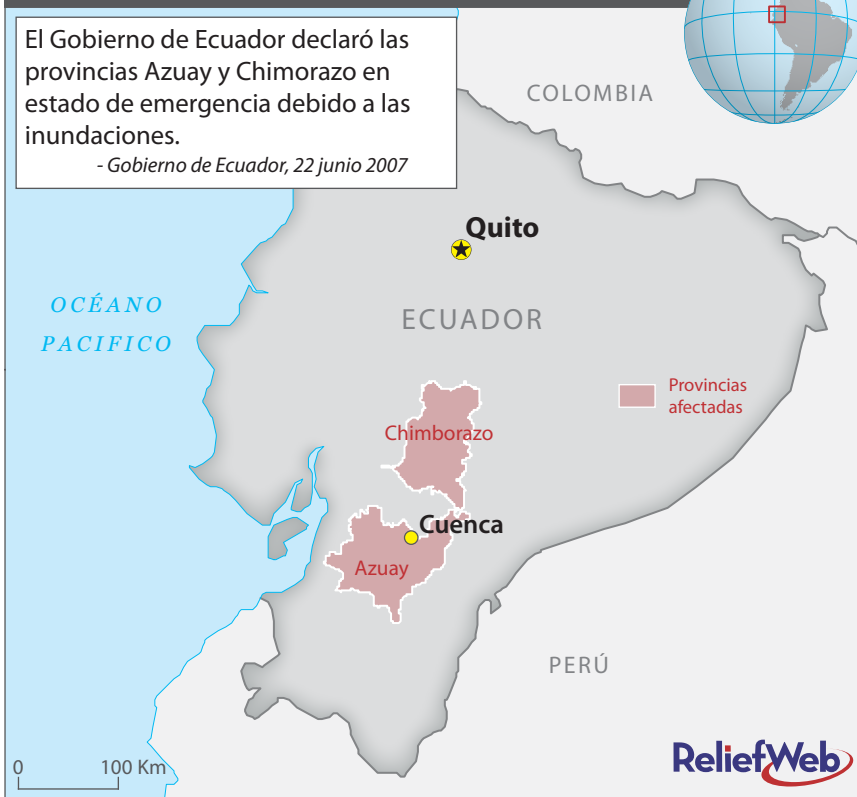 El Gobierno de Ecuador declaró las
provincias Azuay y Chimorazo en
estado de emergencia debido a las
inundaciones.
- Gobierno de Ecuador, 22 junio 2007
COLOMBIA
Quito
OCÉANO
PACIFICO
ECUADOR
Provincias
afectadas
Chimborazo
Cuenca
Azuay
PERÚ
0 100 Km
ReliefWeb